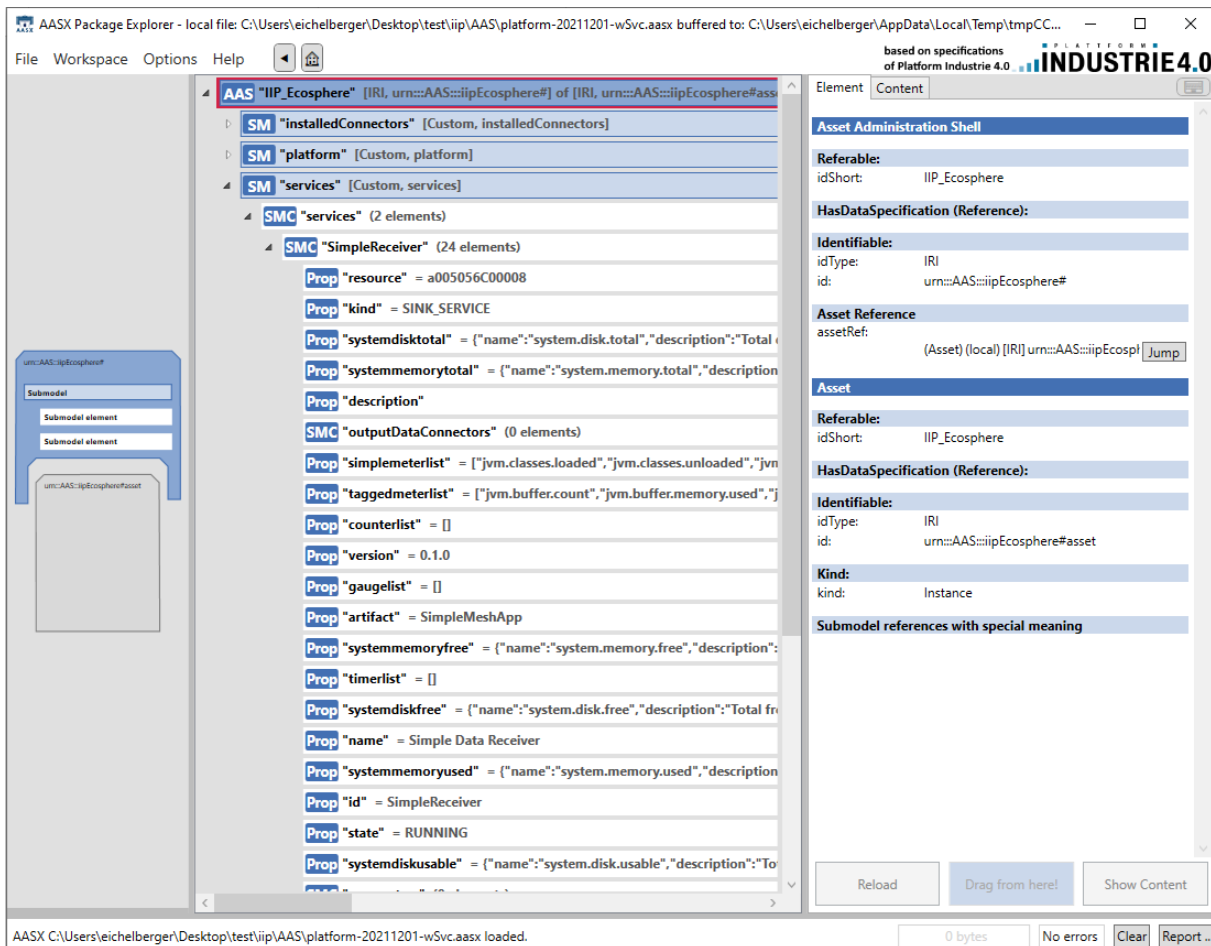 AASX Package Explorer - local file: C:\Users\eichelberger\Desktop\test\iip\AAS\platform-20211201-wSvc.aasx buffered to: C:\Users\eichelberger\AppData\Local\Temp\tmpCC...
File Workspace Options Help
based on specifications
of Platform Industrie 4.0
PLATTFORM
INDUSTRIE4.0
urn::AAS::iipEcosphere#
Submodel
Submodel element
Submodel element
urn::AAS::iipEcosphere#asset
AAS "IIP_Ecosphere" [IRI, urn:::AAS:::iipEcosphere#] of [IRI, urn:::AAS:::iipEcosphere#ass
SM "installedConnectors" [Custom, installedConnectors]
SM "platform" [Custom, platform]
SM "services" [Custom, services]
SMC "services" (2 elements)
SMC "SimpleReceiver" (24 elements)
Prop "resource" = a005056C00008
Prop "kind" = SINK_SERVICE
Prop "systemdisktotal" = {"name":"system.disk.total","description":"Total
Prop "systemmemorytotal" = {"name":"system.memory.total","description
Prop "description"
SMC "outputDataConnectors" (0 elements)
Prop "simplemeterlist" = ["jvm.classes.loaded","jvm.classes.unloaded","jvm
Prop "taggedmeterlist" = ["jvm.buffer.count","jvm.buffer.memory.used","j
Prop "counterlist" = []
Prop "version" = 0.1.0
Prop "gaugelist" = []
Prop "artifact" = SimpleMeshApp
Prop "systemmemoryfree" = {"name":"system.memory.free","description":
Prop "timerlist" = []
Prop "systemdiskfree" = {"name":"system.disk.free","description":"Total fr
Prop "name" = Simple Data Receiver
Prop "systemmemoryused" = {"name":"system.memory.used","description
Prop "id" = SimpleReceiver
Prop "state" = RUNNING
Prop "systemdiskusable" = {"name":"system.disk.usable","description":"To
Element Content
Asset Administration Shell
Referable:
idShort: IIP_Ecosphere
HasDataSpecification (Reference):
Identifiable:
idType: IRI
id: urn:::AAS:::iipEcosphere#
Asset Reference
assetRef:
(Asset) (local) [IRI] urn:::AAS:::iipEcosph Jump
Asset
Referable:
idShort: IIP_Ecosphere
HasDataSpecification (Reference):
Identifiable:
idType: IRI
id: urn:::AAS:::iipEcosphere#asset
Kind:
kind: Instance
Submodel references with special meaning
Reload Drag from here! Show Content
AASX C:\Users\eichelberger\Desktop\test\iip\AAS\platform-20211201-wSvc.aasx loaded.
0 bytes No errors Clear Report ..